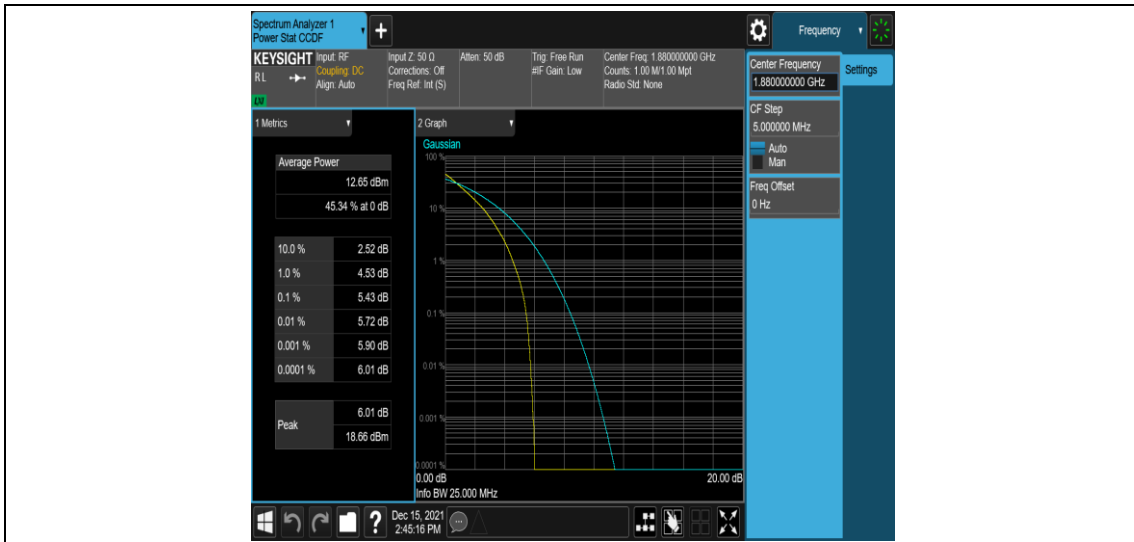 Spectrum Analyzer 1
Power Stat CCDF
Frequency
KEYSIGHT
RL
Input: RF
Coupling: DC
Align: Auto
Input Z: 50 Ω
Corrections: Off
Freq Ref: Int (S)
Atten: 50 dB
Trig: Free Run
#IF Gain: Low
Center Freq: 1.880000000 GHz
Counts: 1.00 M/1.00 Mpt
Radio Std: None
Center Frequency
1.880000000 GHz
Settings
CF Step
5.000000 MHz
Auto
Man
Freq Offset
0 Hz
1 Metrics
Average Power
12.65 dBm
45.34 % at 0 dB
10.0 % 2.52 dB
1.0 % 4.53 dB
0.1 % 5.43 dB
0.01 % 5.72 dB
0.001 % 5.90 dB
0.0001 % 6.01 dB
Peak 6.01 dB
18.66 dBm
2 Graph
Gaussian
100 %
10 %
1 %
0.1 %
0.01 %
0.001 %
0.0001 %
0.00 dB 20.00 dB
Info BW 25.000 MHz
?
Dec 15, 2021
2:45:16 PM